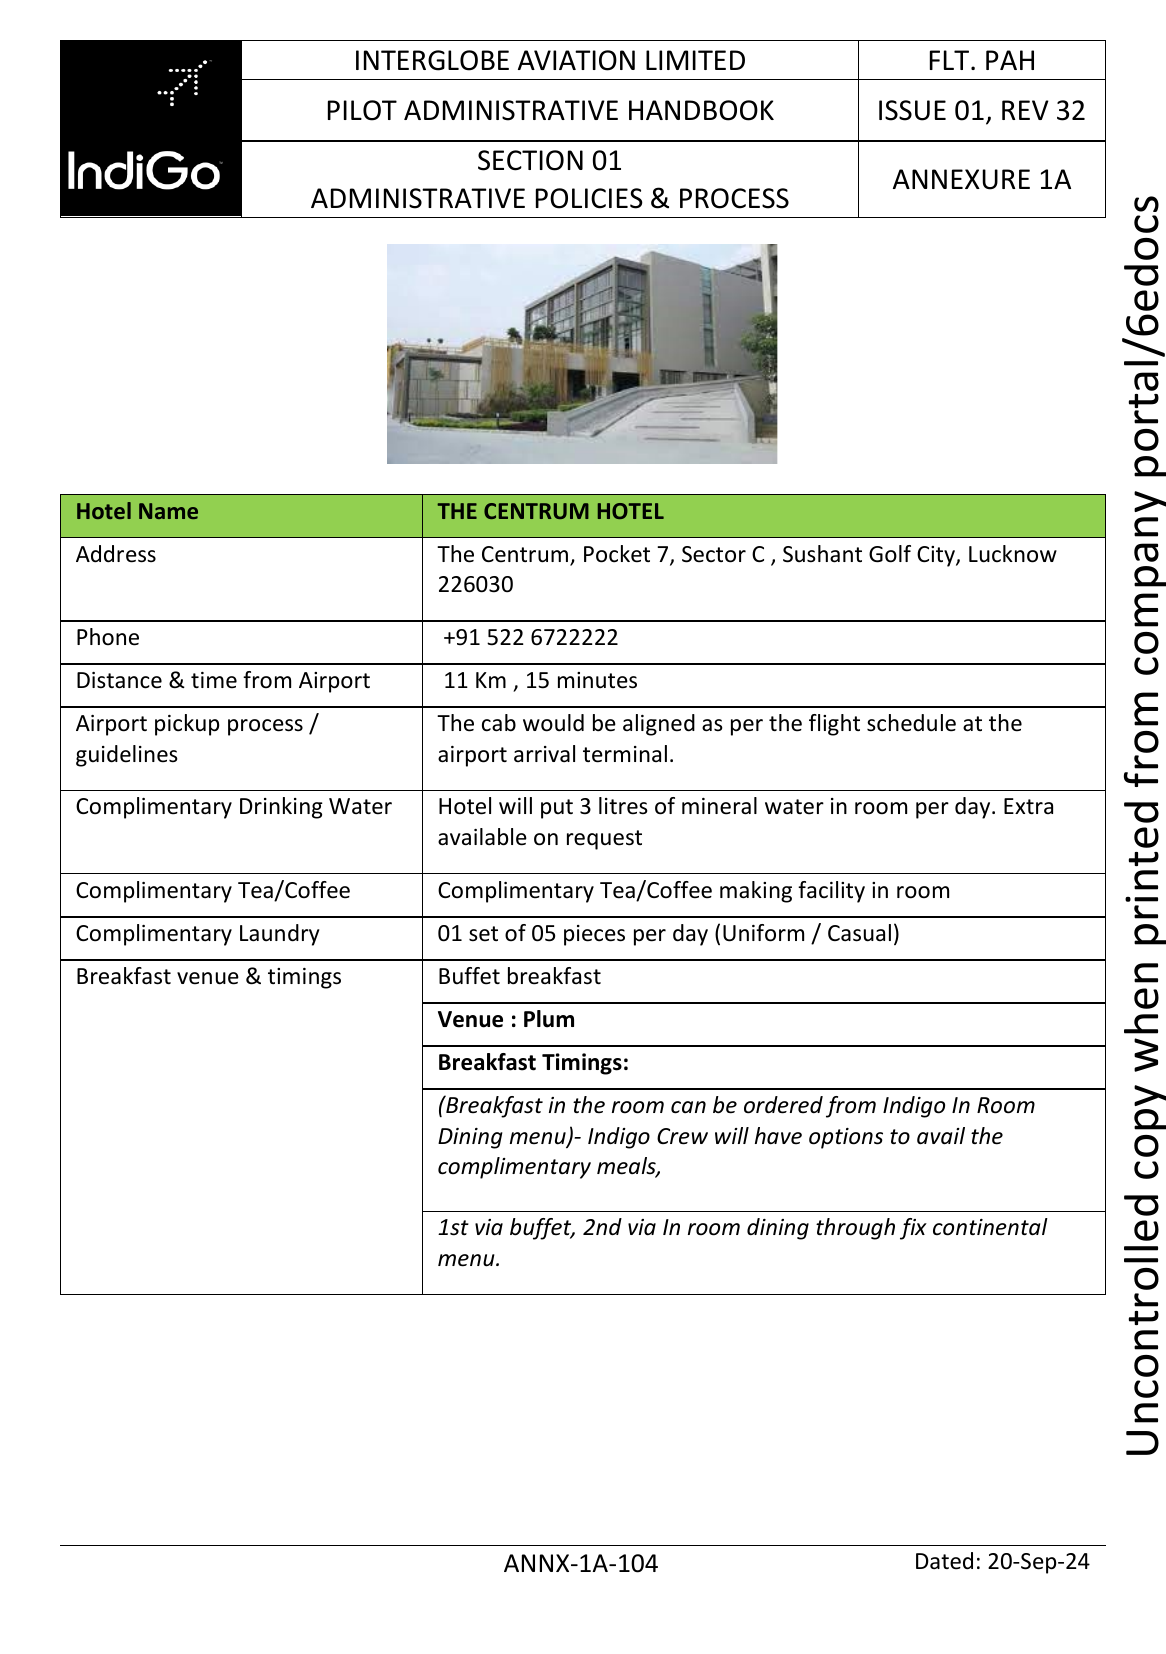 IndiGo
INTERGLOBE AVIATION LIMITED
FLT. PAH
PILOT ADMINISTRATIVE HANDBOOK
ISSUE 01, REV 32
SECTION 01
ADMINISTRATIVE POLICIES & PROCESS
ANNEXURE 1A
Hotel Name
THE CENTRUM HOTEL
Address
The Centrum, Pocket 7, Sector C , Sushant Golf City, Lucknow
226030
Phone
+91 522 6722222
Distance & time from Airport
11 Km , 15 minutes
Airport pickup process /
guidelines
The cab would be aligned as per the flight schedule at the
airport arrival terminal.
Complimentary Drinking Water
Hotel will put 3 litres of mineral water in room per day. Extra
available on request
Complimentary Tea/Coffee
Complimentary Tea/Coffee making facility in room
Complimentary Laundry
01 set of 05 pieces per day (Uniform / Casual)
Breakfast venue & timings
Buffet breakfast
Venue : Plum
Breakfast Timings:
(Breakfast in the room can be ordered from Indigo In Room
Dining menu)- Indigo Crew will have options to avail the
complimentary meals,
1st via buffet, 2nd via In room dining through fix continental
menu.
ANNX-1A-104
Dated: 20-Sep-24
Uncontrolled copy when printed from company portal/6edocs